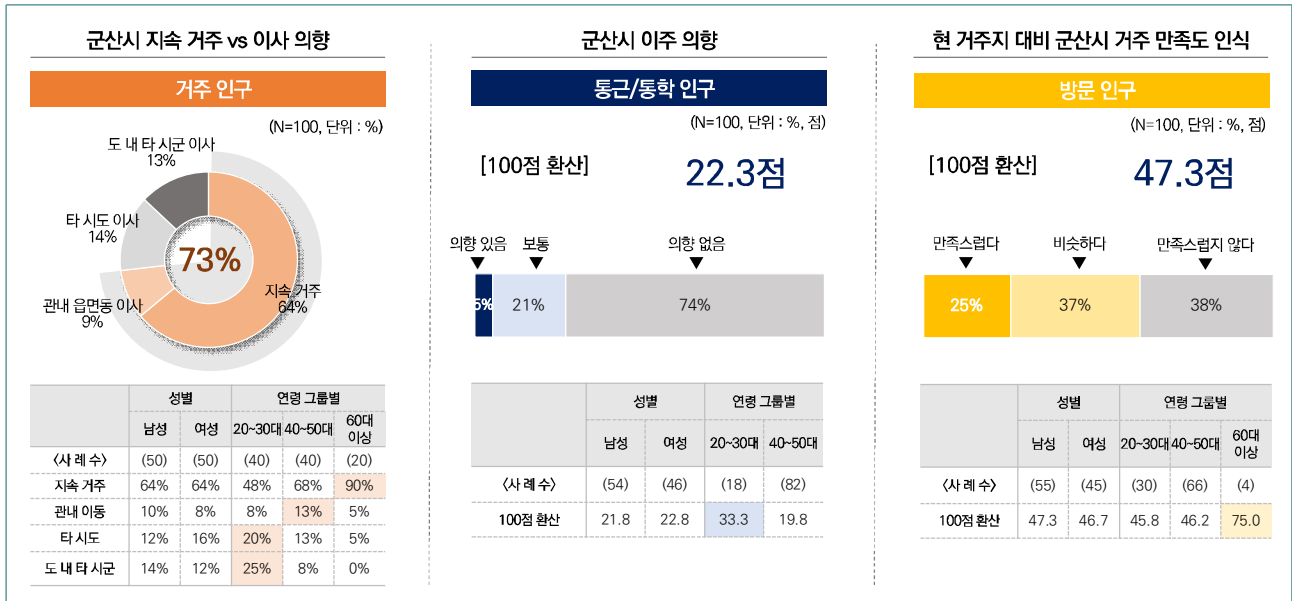 군산시 지속 거주 vs 이사 의향
거주 인구
(N=100, 단위 : %)
도 내 타 시군 이사
13%
타 시도 이사
14%
73%
지속 거주
64%
관내 읍면동 이사
9%
성별 연령 그룹별
남성 여성 20~30대 40~50대 60대 이상
〈사 례 수〉 (50) (50) (40) (40) (20)
지속 거주 64% 64% 48% 68% 90%
관내 이동 10% 8% 8% 13% 5%
타 시도 12% 16% 20% 13% 5%
도 내 타 시군 14% 12% 25% 8% 0%
군산시 이주 의향
통근/통학 인구
(N=100, 단위 : %, 점)
[100점 환산] 22.3점
의향 있음 보통 의향 없음
5% 21% 74%
성별 연령 그룹별
남성 여성 20~30대 40~50대
〈사 례 수〉 (54) (46) (18) (82)
100점 환산 21.8 22.8 33.3 19.8
현 거주지 대비 군산시 거주 만족도 인식
방문 인구
(N=100, 단위 : %, 점)
[100점 환산] 47.3점
만족스럽다 비슷하다 만족스럽지 않다
25% 37% 38%
성별 연령 그룹별
남성 여성 20~30대 40~50대 60대 이상
〈사 례 수〉 (55) (45) (30) (66) (4)
100점 환산 47.3 46.7 45.8 46.2 75.0